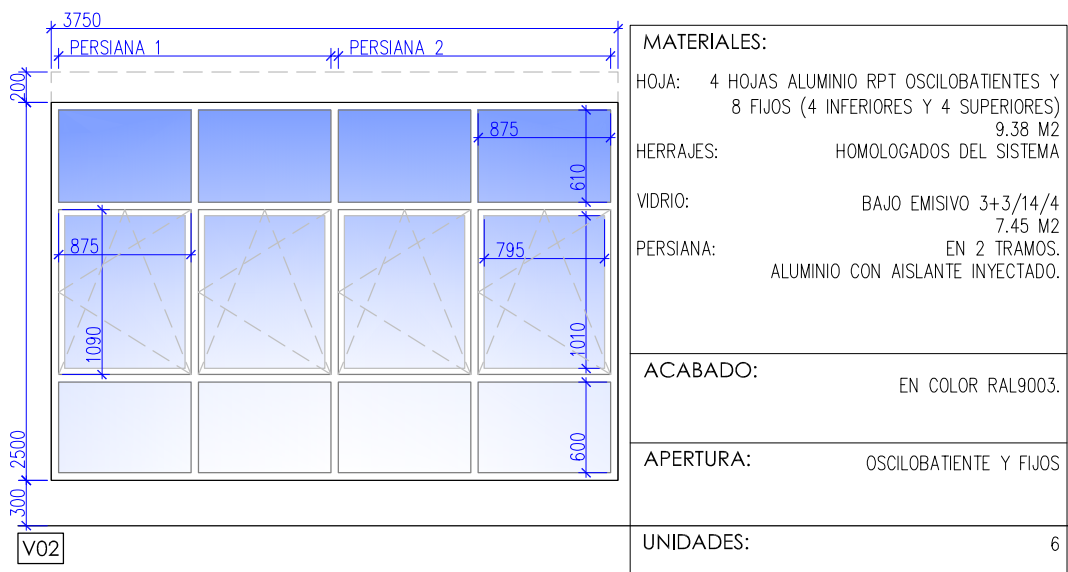 3750
PERSIANA 1
PERSIANA 2
200
875
610
875
795
1090
1010
2500
600
300
V02
MATERIALES:
HOJA: 4 HOJAS ALUMINIO RPT OSCILOBATIENTES Y
8 FIJOS (4 INFERIORES Y 4 SUPERIORES)
9.38 M2
HERRAJES: HOMOLOGADOS DEL SISTEMA
VIDRIO: BAJO EMISIVO 3+3/14/4
7.45 M2
PERSIANA: EN 2 TRAMOS.
ALUMINIO CON AISLANTE INYECTADO.
ACABADO:
EN COLOR RAL9003.
APERTURA: OSCILOBATIENTE Y FIJOS
UNIDADES: 6